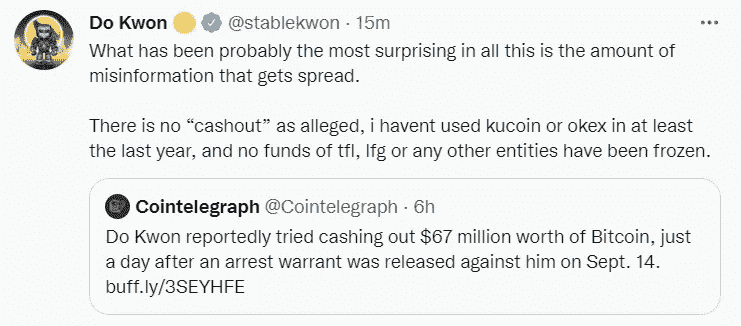 Do Kwon 🌕 @stablekwon · 15m
What has been probably the most surprising in all this is the amount of
misinformation that gets spread.
There is no “cashout” as alleged, i havent used kucoin or okex in at least
the last year, and no funds of tfl, lfg or any other entities have been frozen.
Cointelegraph @Cointelegraph · 6h
Do Kwon reportedly tried cashing out $67 million worth of Bitcoin, just
a day after an arrest warrant was released against him on Sept. 14.
buff.ly/3SEYHFE